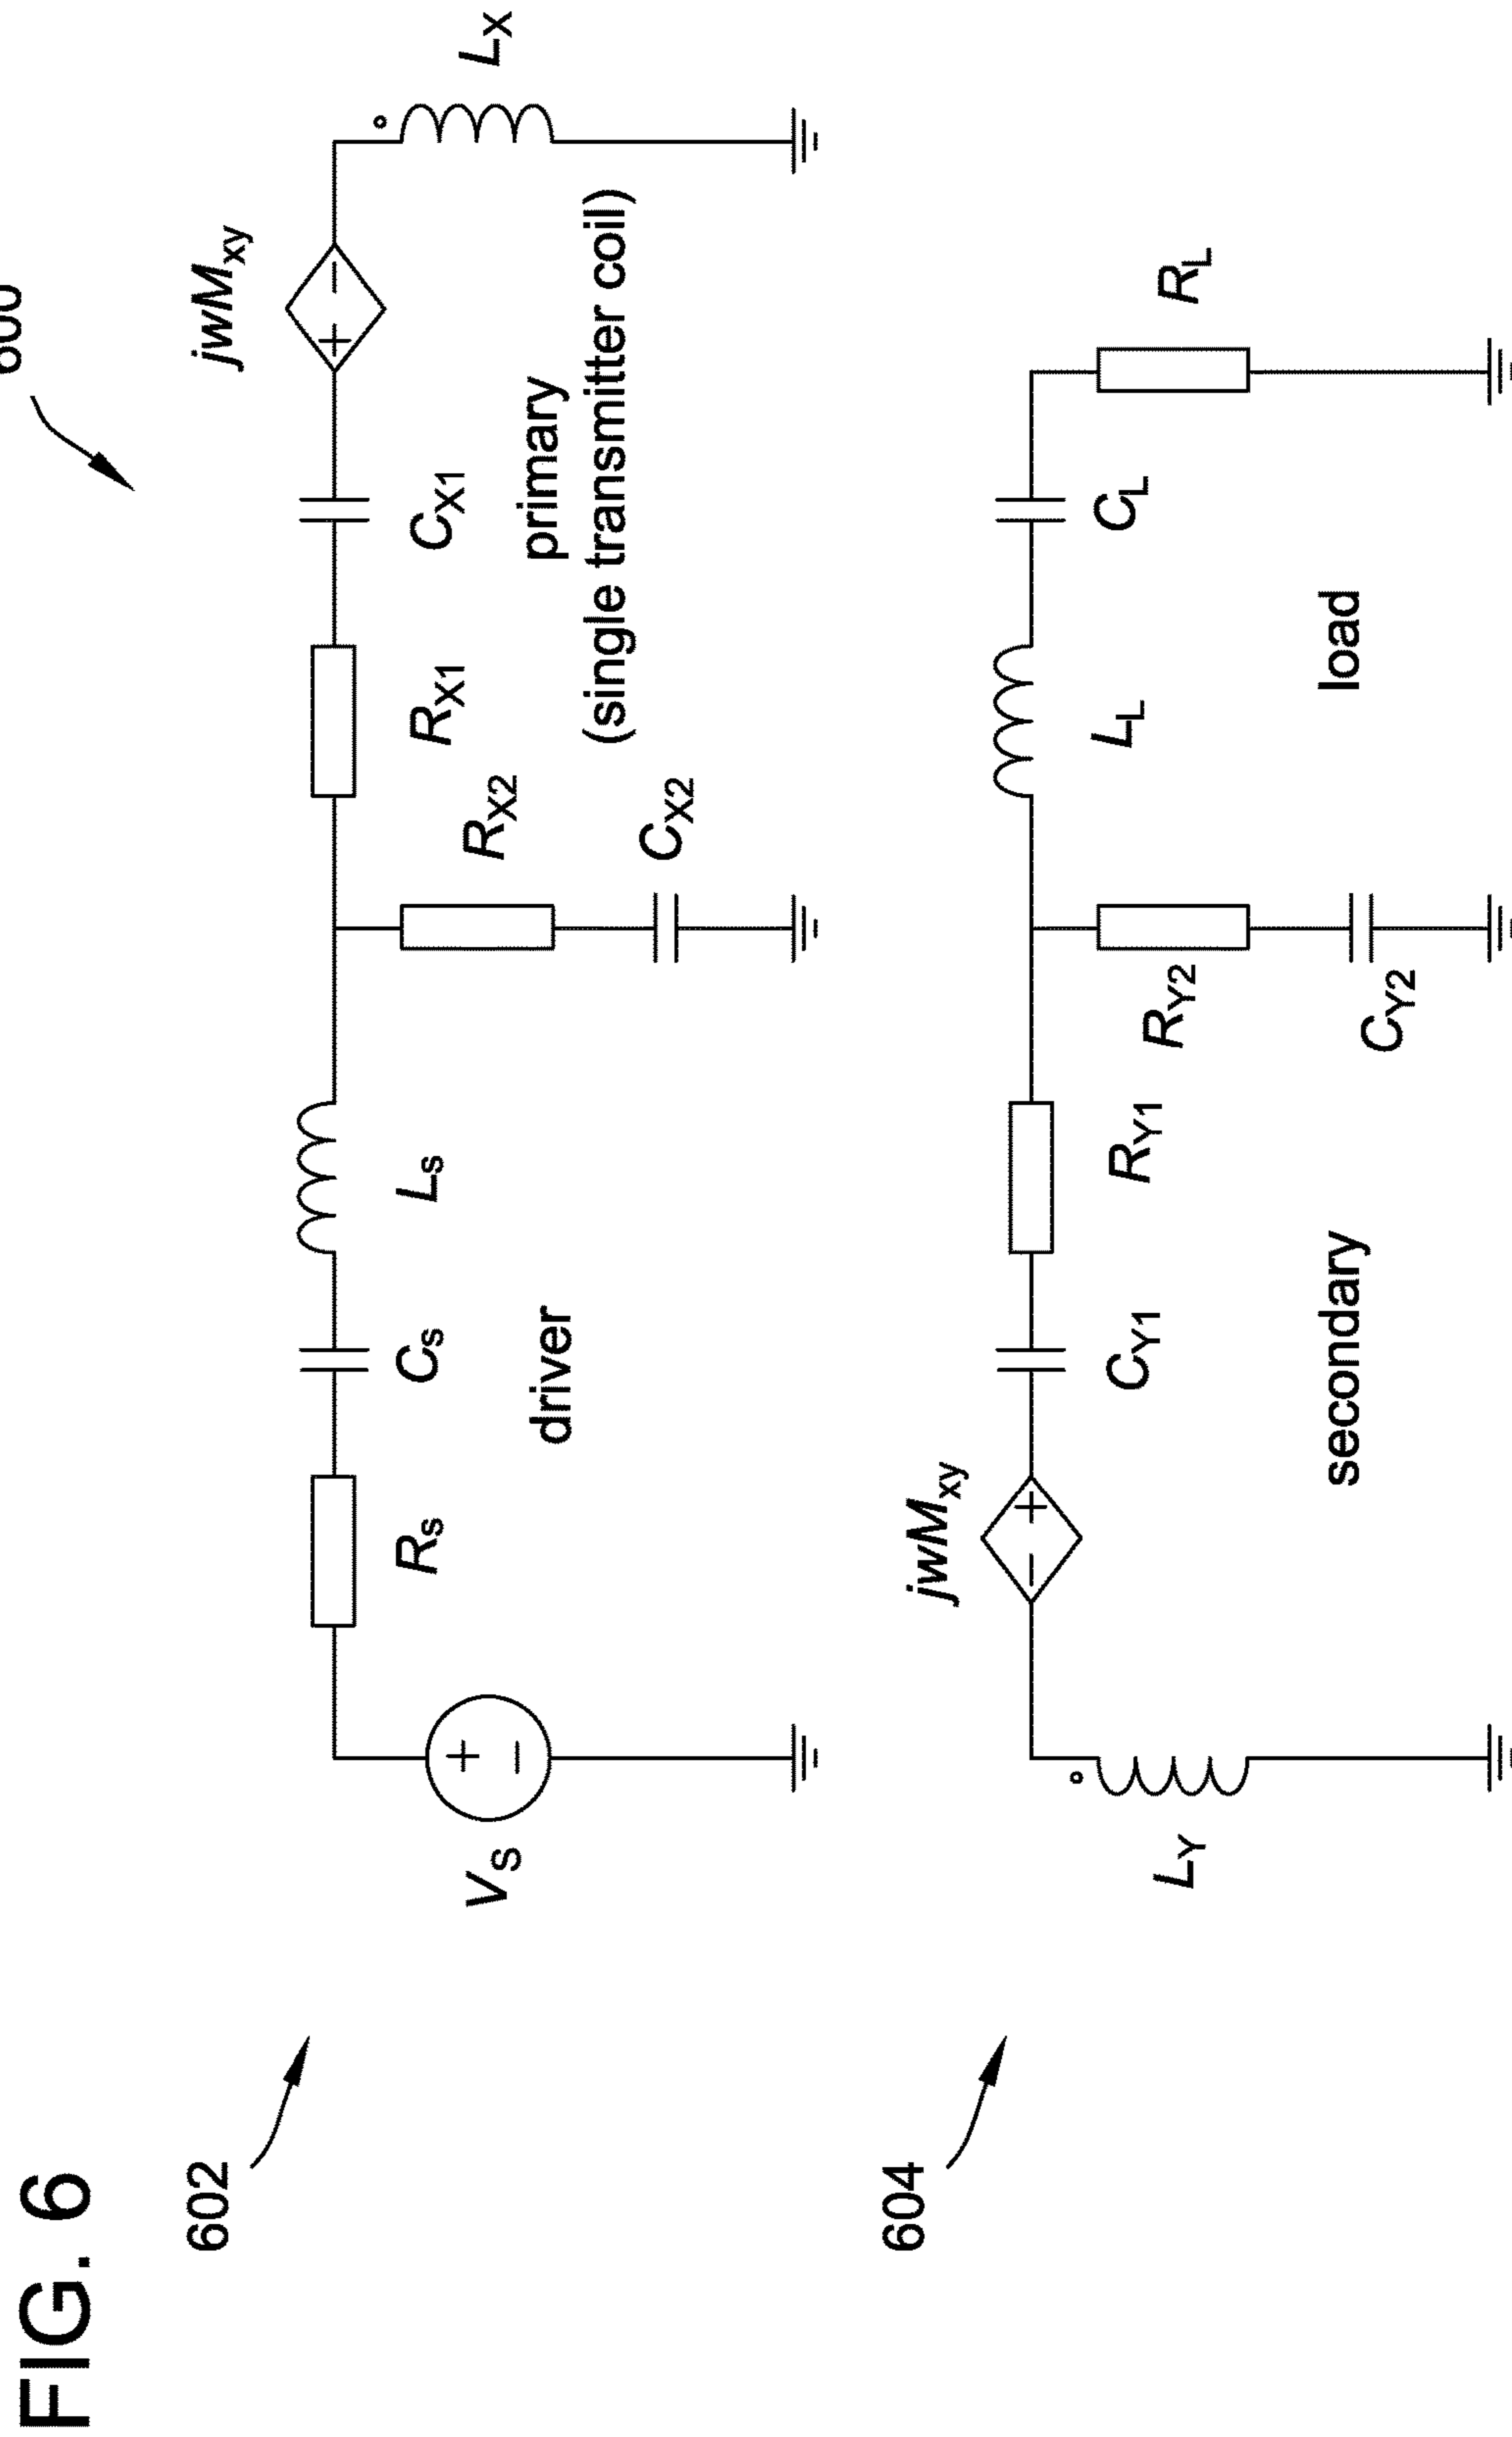 FIG. 6
600
602
jwMxy
Vs
Rs
Cs
Ls
RX2
CX2
RX1
CX1
LX
driver
primary
(single transmitter coil)
604
jwMxy
LY
CY1
RY1
RY2
CY2
LL
CL
RL
secondary
load